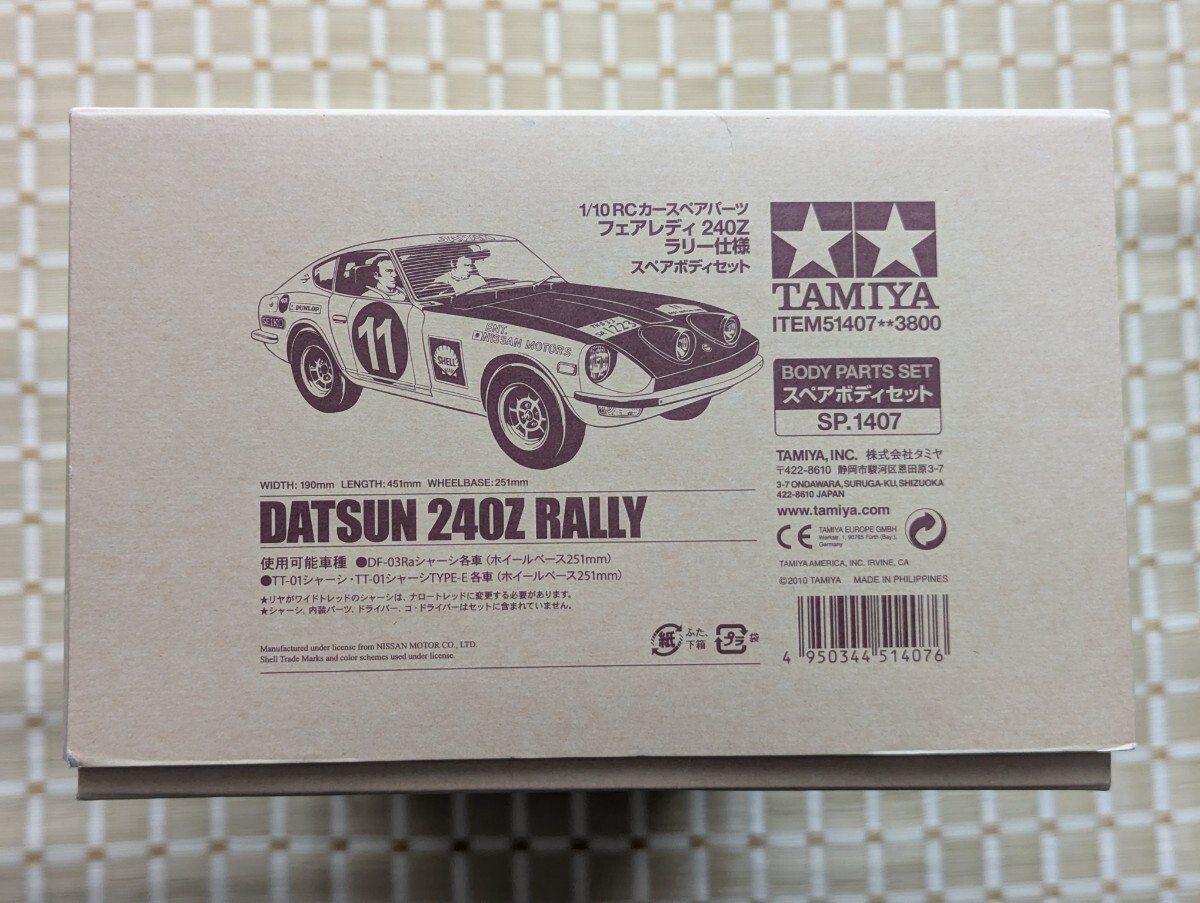 1/10 RCカースペアパーツ
フェアレディ 240Z
ラリー仕様
スペアボディセット
TAMIYA
ITEM51407**3800
BODY PARTS SET
スペアボディセット
SP.1407
TAMIYA, INC. 株式会社タミヤ
〒422-8610 静岡市駿河区恩田原3-7
3-7 ONDAWARA, SURUGA-KU, SHIZUOKA
422-8610 JAPAN
www.tamiya.com
CE
TAMIYA EUROPE GMBH
Werkstr. 1, 90765 Fürth (Bay.),
Germany
TAMIYA AMERICA, INC. IRVINE, CA
©2010 TAMIYA MADE IN PHILIPPINES
4 950344 514076
DUNLOP
SEIKO
11
SHELL
ENT.
NISSAN MOTORS
WIDTH: 190mm LENGTH: 451mm WHEELBASE: 251mm
DATSUN 240Z RALLY
使用可能車種 ●DF-03Raシャーシ各車 (ホイールベース251mm)
●TT-01シャーシ・TT-01シャーシTYPE-E 各車 (ホイールベース251mm)
★リヤがワイドトレッドのシャーシは、ナロートレッドに変更する必要があります。
★シャーシ、内装パーツ、ドライバー、コ・ドライバーはセットに含まれていません。
Manufactured under license from NISSAN MOTOR CO., LTD.
Shell Trade Marks and color schemes used under license.
紙 ふた、
下箱
プラ 袋